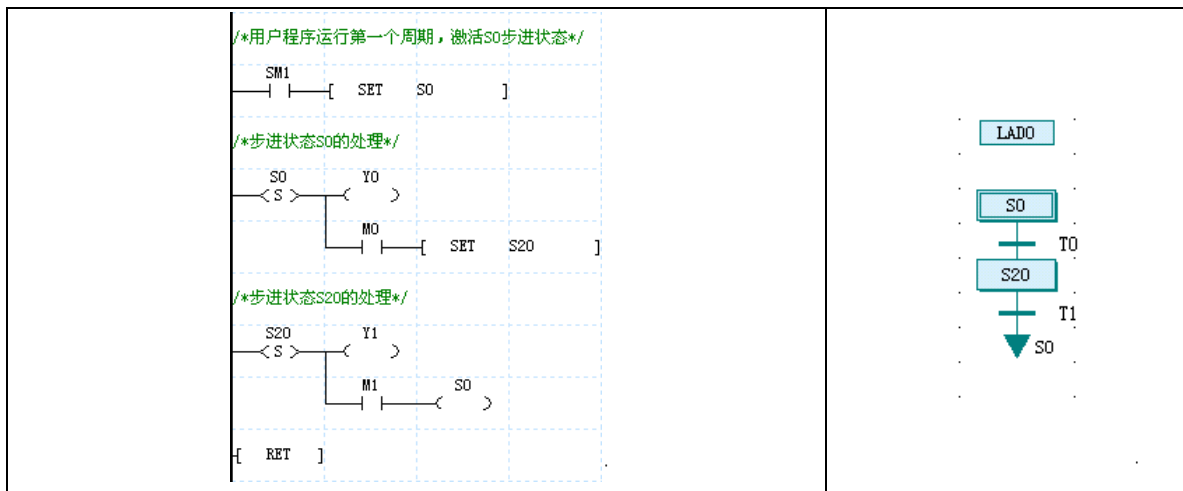 /*用户程序运行第一个周期，激活S0步进状态*/
SM1
[ SET S0 ]
/*步进状态S0的处理*/
S0 Y0
<S> ( )
M0
[ SET S20 ]
/*步进状态S20的处理*/
S20 Y1
<S> ( )
M1 S0
( )
[ RET ]
LAD0
S0
T0
S20
T1
S0